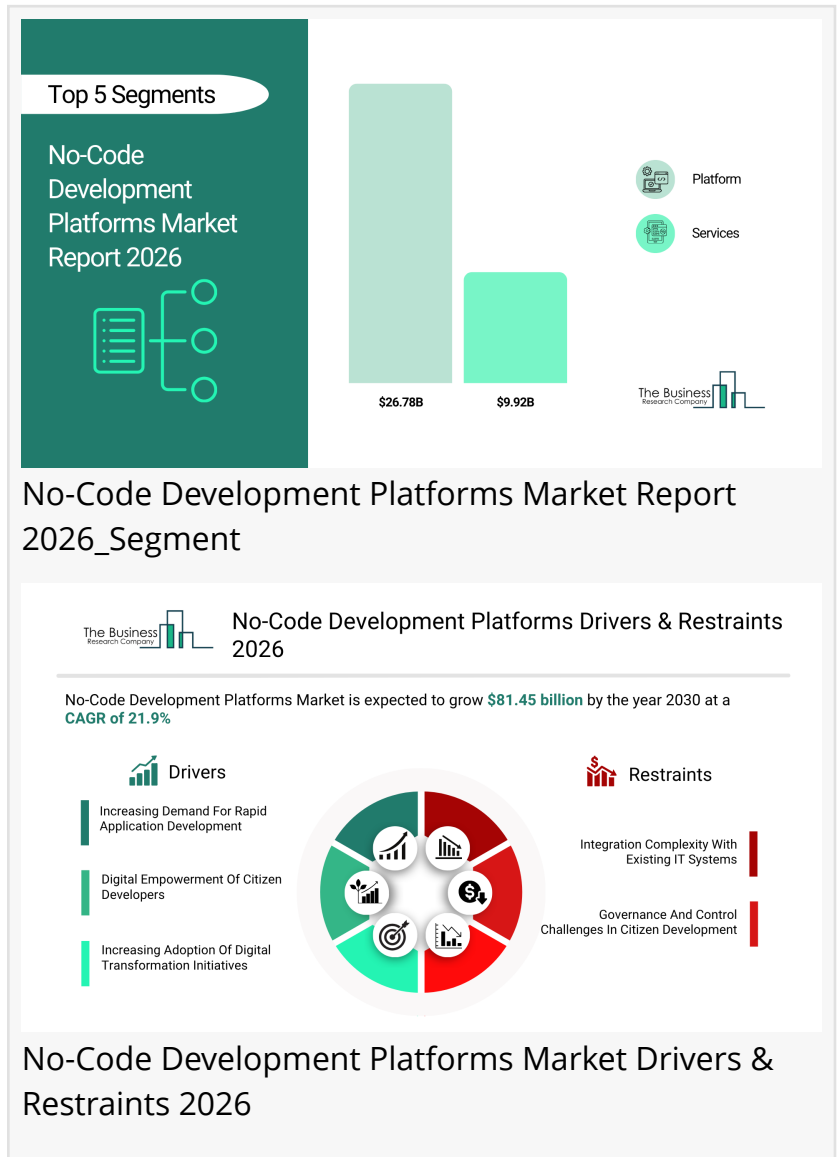 Top 5 Segments
No-Code
Development
Platforms Market
Report 2026
Platform
Services
$26.78B
$9.92B
The Business
Research Company
No-Code Development Platforms Market Report
2026_Segment
The Business
Research Company
No-Code Development Platforms Drivers & Restraints
2026
No-Code Development Platforms Market is expected to grow $81.45 billion by the year 2030 at a
CAGR of 21.9%
Drivers
Increasing Demand For Rapid
Application Development
Digital Empowerment Of Citizen
Developers
Increasing Adoption Of Digital
Transformation Initiatives
Restraints
Integration Complexity With
Existing IT Systems
Governance And Control
Challenges In Citizen Development
No-Code Development Platforms Market Drivers &
Restraints 2026